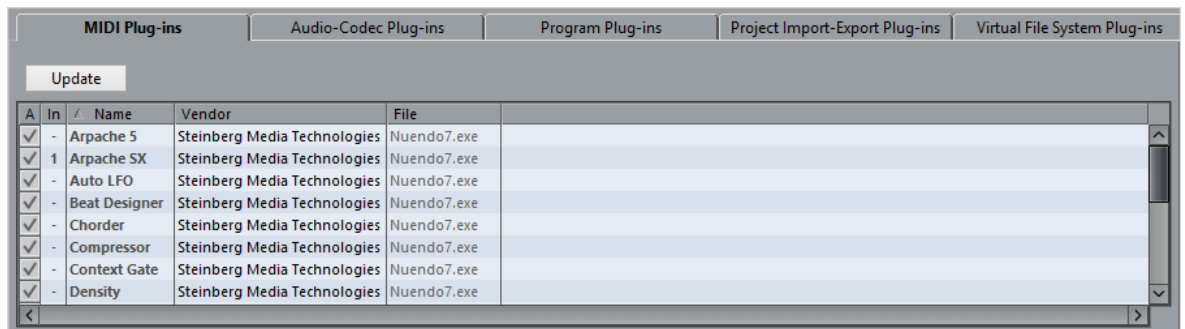 MIDI Plug-ins Audio-Codec Plug-ins Program Plug-ins Project Import-Export Plug-ins Virtual File System Plug-ins
Update
A In Name Vendor File
- Arpache 5 Steinberg Media Technologies Nuendo7.exe
1 Arpache SX Steinberg Media Technologies Nuendo7.exe
- Auto LFO Steinberg Media Technologies Nuendo7.exe
- Beat Designer Steinberg Media Technologies Nuendo7.exe
- Chorder Steinberg Media Technologies Nuendo7.exe
- Compressor Steinberg Media Technologies Nuendo7.exe
- Context Gate Steinberg Media Technologies Nuendo7.exe
- Density Steinberg Media Technologies Nuendo7.exe